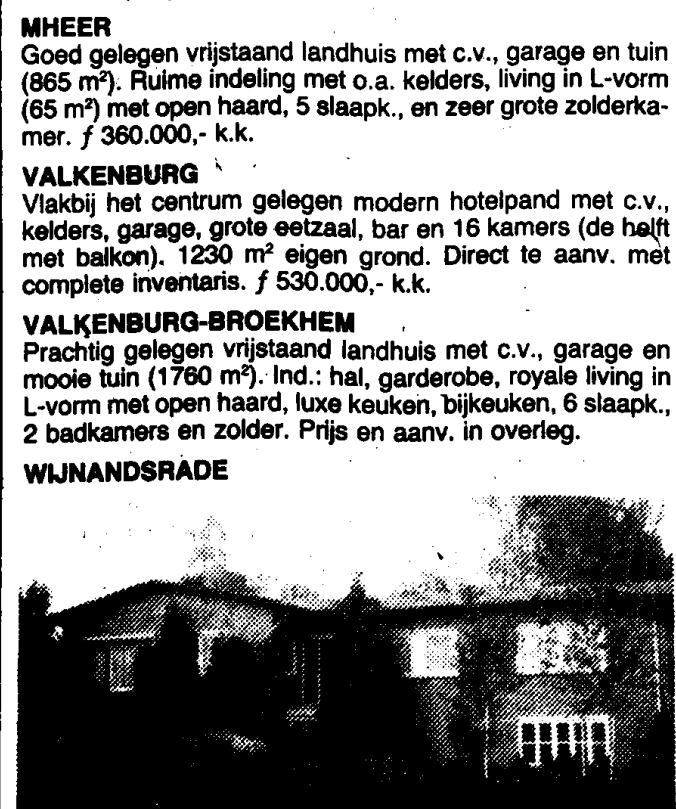 MHEER
Goed gelegen vrijstaand landhuis met c.v., garage en tuin
(865 m²). Ruime indeling met o.a. kelders, living in L-vorm
(65 m²) met open haard, 5 slaapk., en zeer grote zolderka-
mer. ƒ 360.000,- k.k.
VALKENBURG
Vlakbij het centrum gelegen modern hotelpand met c.v.,
kelders, garage, grote eetzaal, bar en 16 kamers (de helft
met balkon). 1230 m² eigen grond. Direct te aanv. met
complete inventaris. ƒ 530.000,- k.k.
VALKENBURG-BROEKHEM
Prachtig gelegen vrijstaand landhuis met c.v., garage en
mooie tuin (1760 m²). Ind.: hal, garderobe, royale living in
L-vorm met open haard, luxe keuken, bijkeuken, 6 slaapk.,
2 badkamers en zolder. Prijs en aanv. in overleg.
WIJNANDSRADE